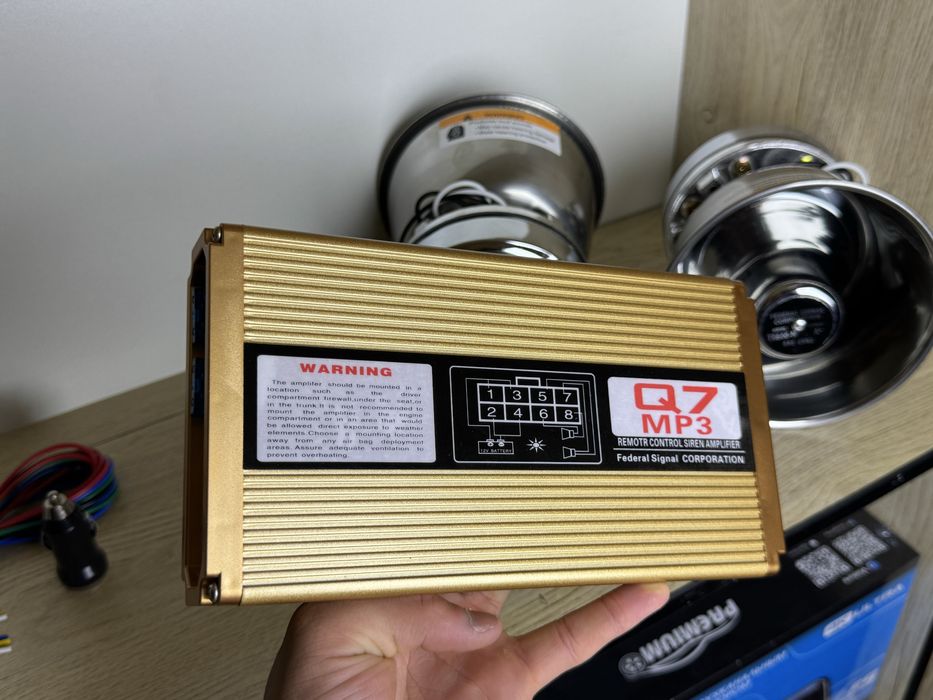 WARNING
The amplifer should be mounted in a
location such as the driver
compartment.firewall,under the seat,or
in the trunk.It is not recommended to
mount the amplifier in the engine
compartment or in an area that would
be allowed direct exposure to weather
elements.Choose a mounting location
away from any air bag deployment
areas.Assure adequate ventilation to
prevent overheating.
1 3 5 7
2 4 6 8
12V BATTERY
Q7
MP3
REMOTR CONTROL SIREN AMPLIFIER
Federal Signal CORPORATION
PREMIUM